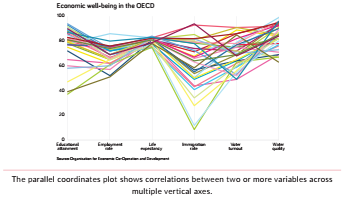 Economic well-being in the OECD
100
80
60
40
20
0
Educational attainment
Employment rate
Life expectancy
Immigration rate
Voter turnout
Water quality
Source: Organisation for Economic Co-Operation and Development
The parallel coordinates plot shows correlations between two or more variables across
multiple vertical axes.